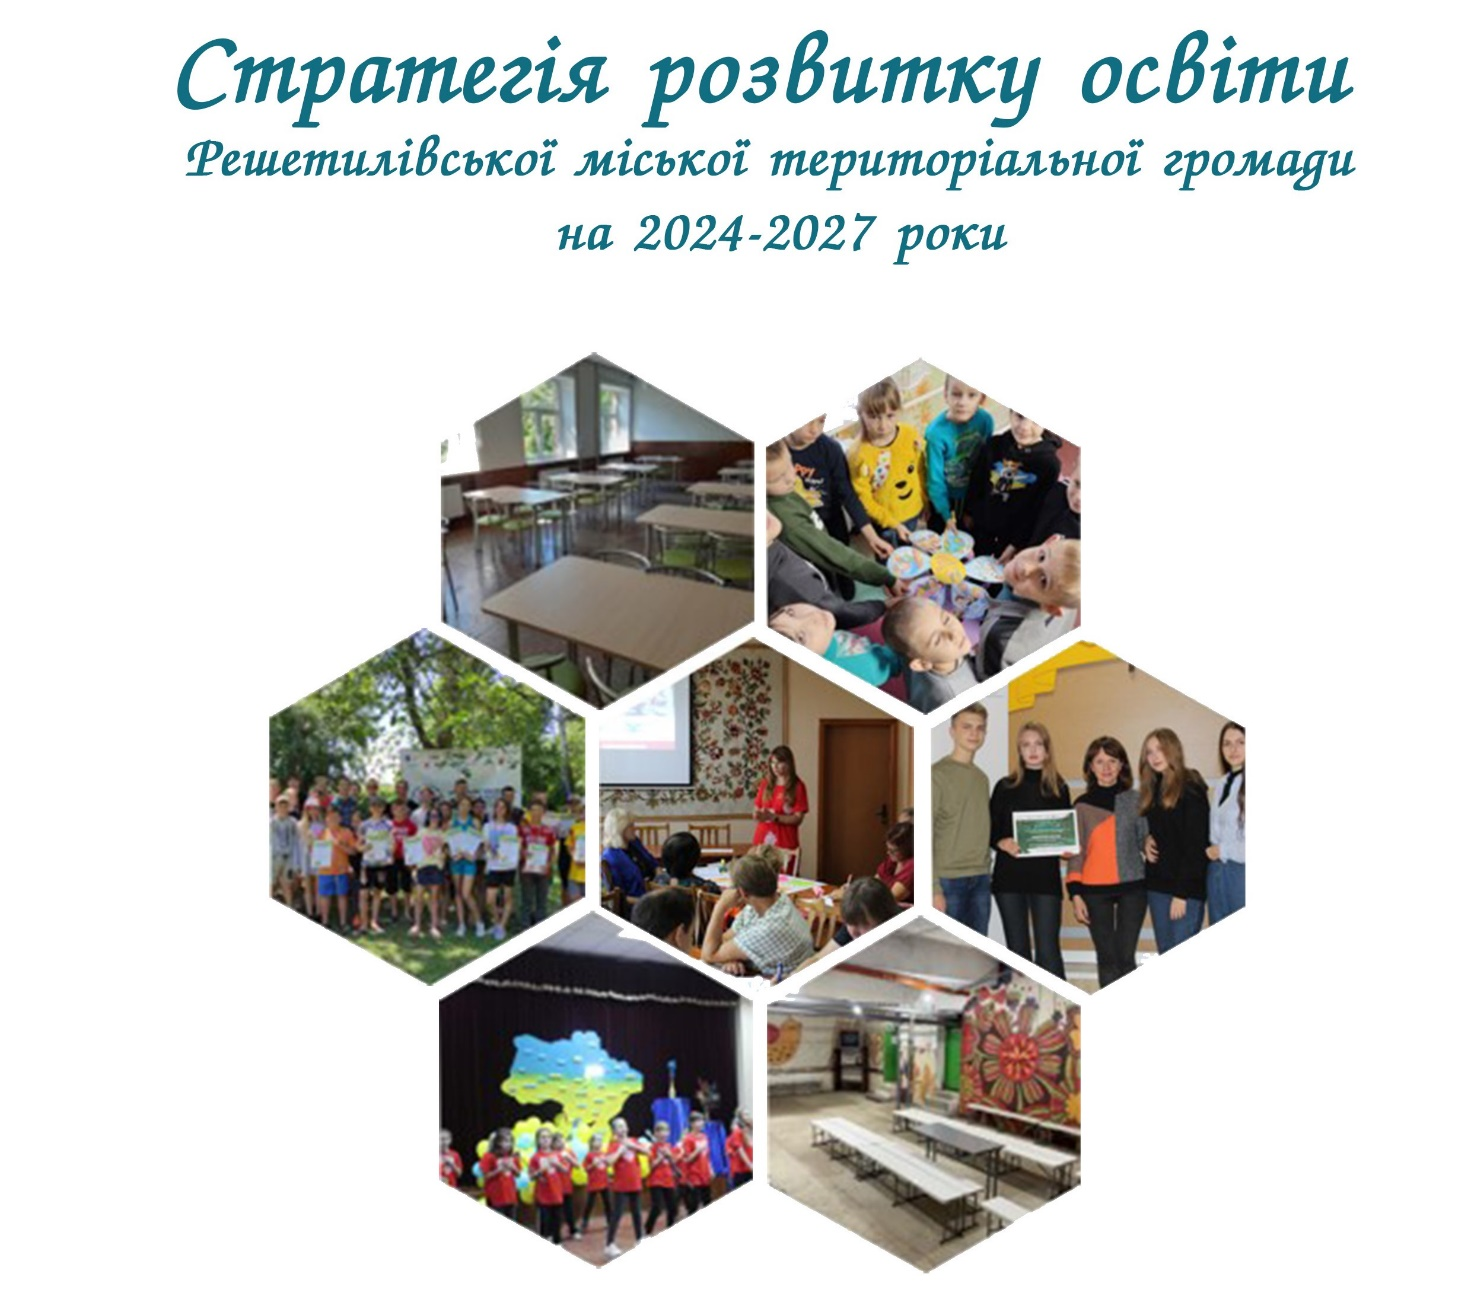 Стратегія розвитку освіти
Решетилівської міської територіальної громади
на 2024-2027 роки